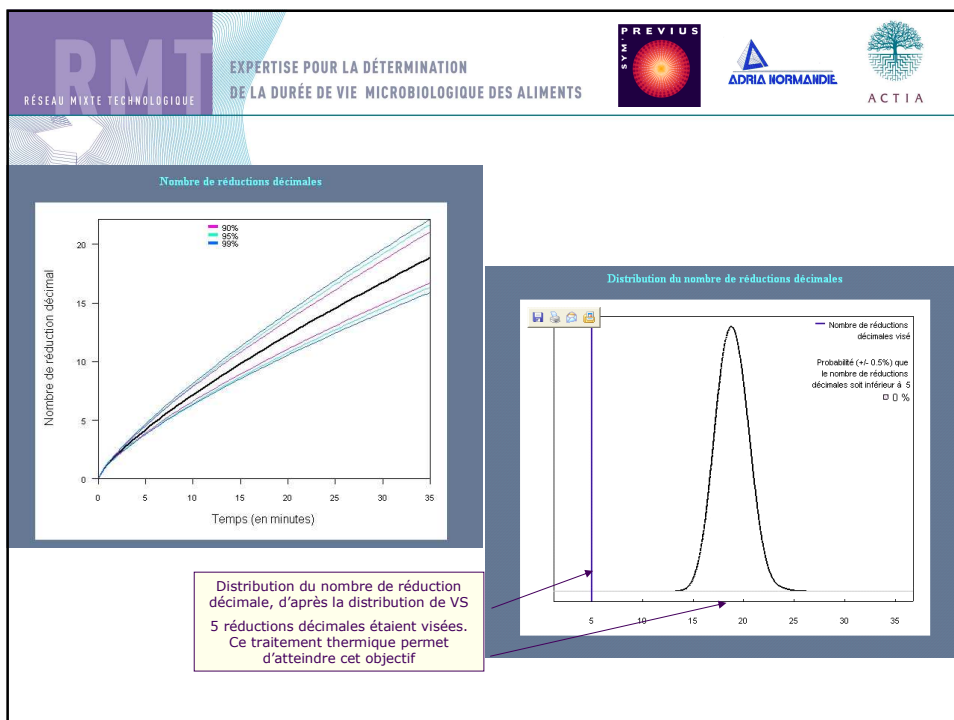 RMT
RÉSEAU MIXTE TECHNOLOGIQUE
EXPERTISE POUR LA DÉTERMINATION
DE LA DURÉE DE VIE MICROBIOLOGIQUE DES ALIMENTS
SYM'PREVIUS
ADRIA NORMANDIE
ACTIA
Nombre de réductions décimales
90%
95%
99%
Nombre de réduction décimal
20
15
10
5
0
0 5 10 15 20 25 30 35
Temps (en minutes)
Distribution du nombre de réductions décimales
Nombre de réductions
décimales visé
Probabilité (+/- 0.5%) que
le nombre de réductions
décimales soit inférieur à 5
0 %
5 10 15 20 25 30 35
Distribution du nombre de réduction
décimale, d'après la distribution de VS
5 réductions décimales étaient visées.
Ce traitement thermique permet
d'atteindre cet objectif